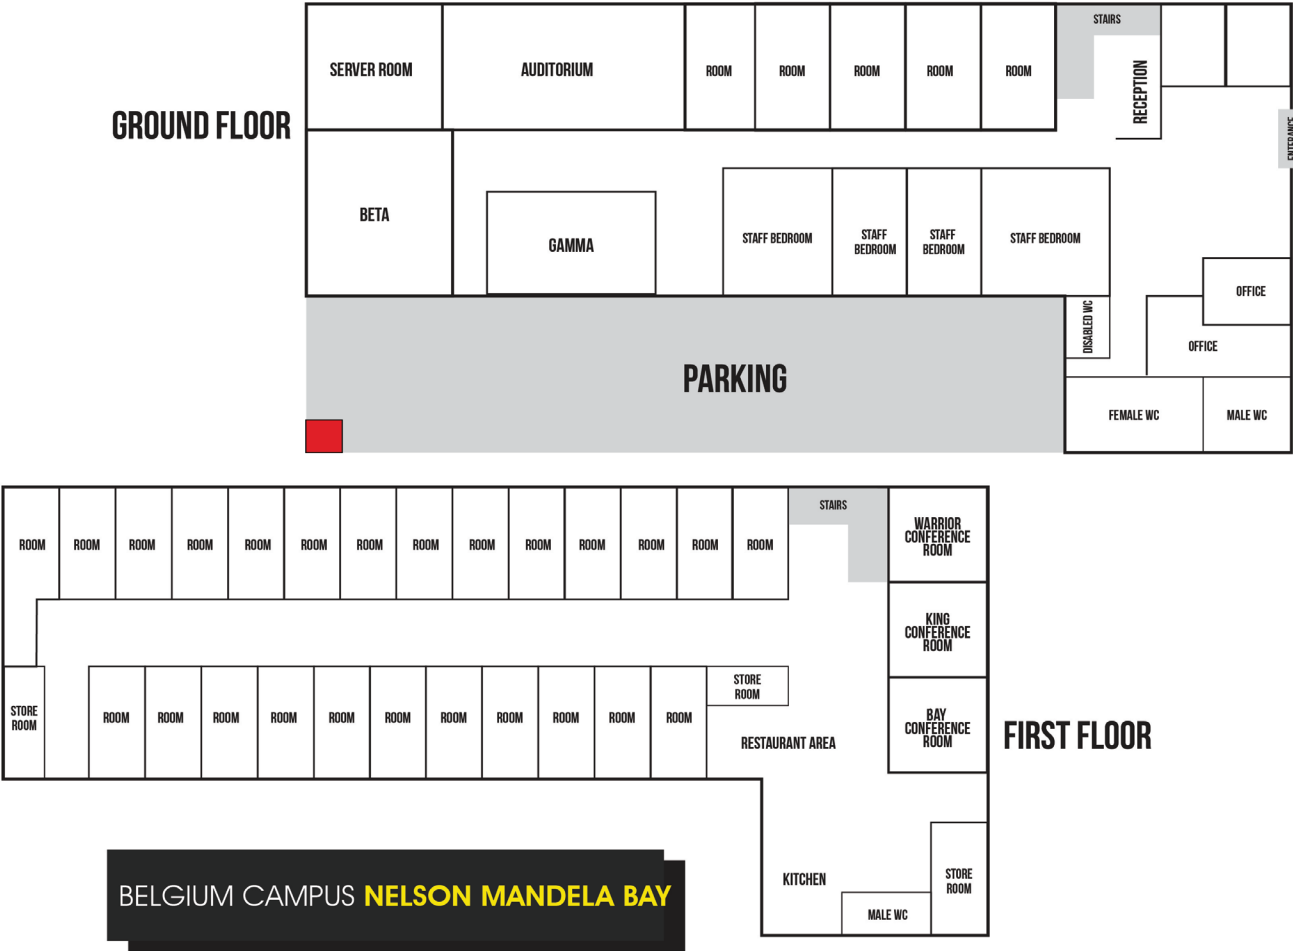 GROUND FLOOR
SERVER ROOM
AUDITORIUM
ROOM
ROOM
ROOM
ROOM
ROOM
STAIRS
RECEPTION
ENTERANCE
BETA
GAMMA
STAFF BEDROOM
STAFF
BEDROOM
STAFF
BEDROOM
STAFF BEDROOM
OFFICE
DISABLED WC
OFFICE
PARKING
FEMALE WC
MALE WC
FIRST FLOOR
ROOM
ROOM
ROOM
ROOM
ROOM
ROOM
ROOM
ROOM
ROOM
ROOM
ROOM
ROOM
ROOM
ROOM
STAIRS
WARRIOR
CONFERENCE
ROOM
KING
CONFERENCE
ROOM
STORE
ROOM
STORE
ROOM
ROOM
ROOM
ROOM
ROOM
ROOM
ROOM
ROOM
ROOM
ROOM
ROOM
ROOM
BAY
CONFERENCE
ROOM
RESTAURANT AREA
KITCHEN
STORE
ROOM
MALE WC
BELGIUM CAMPUS NELSON MANDELA BAY